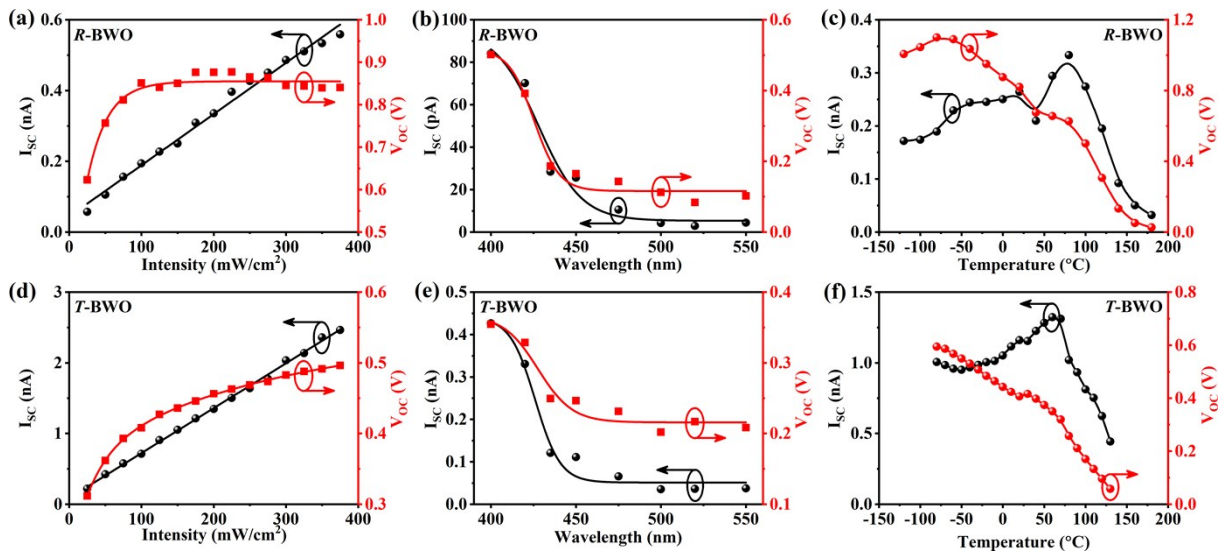 (a)
R-BWO
I_SC (nA)
0.6
0.4
0.2
0.0
0 100 200 300 400
Intensity (mW/cm²)
1.0
0.9
0.8
0.7
0.6
0.5
V_OC (V)
(b)
R-BWO
I_SC (pA)
100
80
60
40
20
0
400 450 500 550
Wavelength (nm)
0.6
0.4
0.2
0.0
V_OC (V)
(c)
R-BWO
I_SC (nA)
0.4
0.3
0.2
0.1
0.0
-150 -100 -50 0 50 100 150 200
Temperature (°C)
1.2
0.8
0.4
0.0
V_OC (V)
(d)
T-BWO
I_SC (nA)
3
2
1
0
0 100 200 300 400
Intensity (mW/cm²)
0.6
0.5
0.4
0.3
V_OC (V)
(e)
T-BWO
I_SC (nA)
0.5
0.4
0.3
0.2
0.1
0.0
400 450 500 550
Wavelength (nm)
0.4
0.3
0.2
0.1
V_OC (V)
(f)
T-BWO
I_SC (nA)
1.5
1.0
0.5
0.0
-150 -100 -50 0 50 100 150 200
Temperature (°C)
0.8
0.6
0.4
0.2
0.0
V_OC (V)